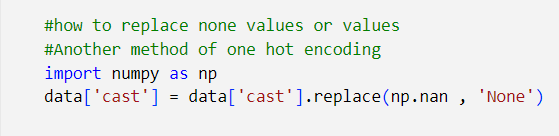 #how to replace none values or values
#Another method of one hot encoding
import numpy as np
data['cast'] = data['cast'].replace(np.nan , 'None')